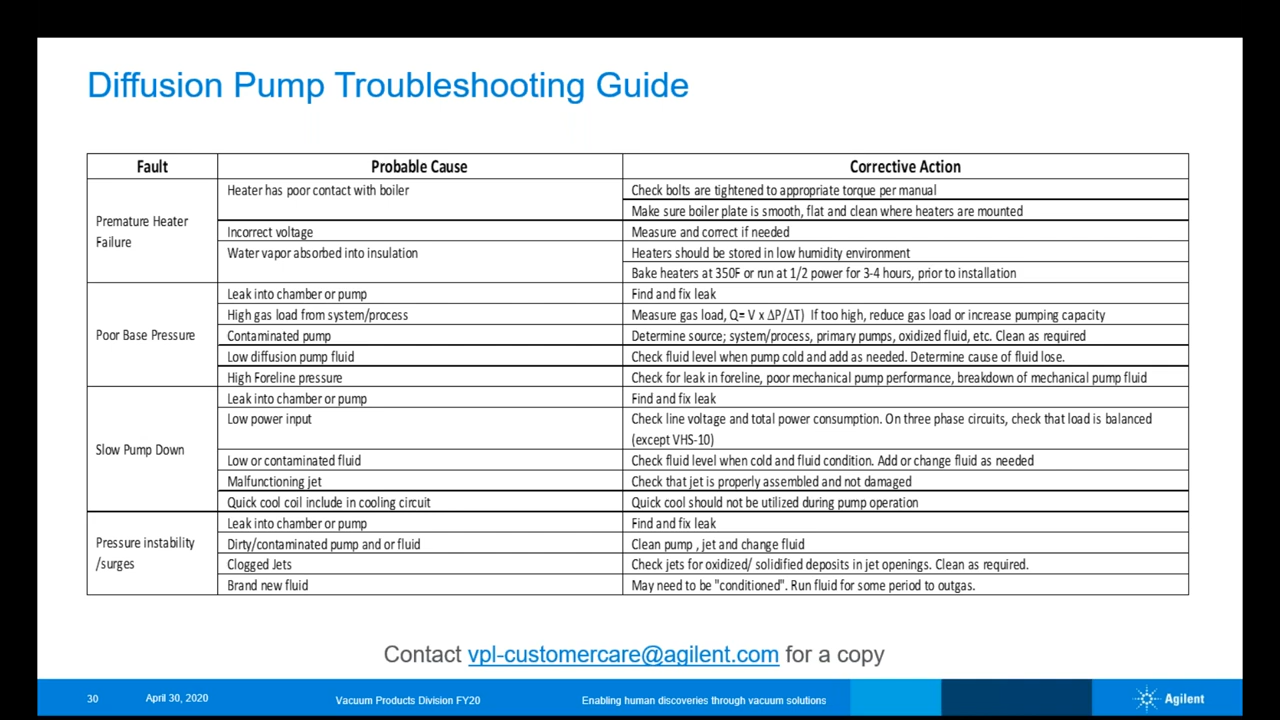 Diffusion Pump Troubleshooting Guide
Fault Probable Cause Corrective Action
Premature Heater
Failure
Heater has poor contact with boiler
Check bolts are tightened to appropriate torque per manual
Make sure boiler plate is smooth, flat and clean where heaters are mounted
Incorrect voltage
Measure and correct if needed
Water vapor absorbed into insulation
Heaters should be stored in low humidity environment
Bake heaters at 350F or run at 1/2 power for 3-4 hours, prior to installation
Poor Base Pressure
Leak into chamber or pump
Find and fix leak
High gas load from system/process
Measure gas load, Q= V x ΔP/ΔT) If too high, reduce gas load or increase pumping capacity
Contaminated pump
Determine source; system/process, primary pumps, oxidized fluid, etc. Clean as required
Low diffusion pump fluid
Check fluid level when pump cold and add as needed. Determine cause of fluid lose.
High Foreline pressure
Check for leak in foreline, poor mechanical pump performance, breakdown of mechanical pump fluid
Slow Pump Down
Leak into chamber or pump
Find and fix leak
Low power input
Check line voltage and total power consumption. On three phase circuits, check that load is balanced
(except VHS-10)
Low or contaminated fluid
Check fluid level when cold and fluid condition. Add or change fluid as needed
Malfunctioning jet
Check that jet is properly assembled and not damaged
Quick cool coil include in cooling circuit
Quick cool should not be utilized during pump operation
Pressure instability
/surges
Leak into chamber or pump
Find and fix leak
Dirty/contaminated pump and or fluid
Clean pump , jet and change fluid
Clogged Jets
Check jets for oxidized/ solidified deposits in jet openings. Clean as required.
Brand new fluid
May need to be "conditioned". Run fluid for some period to outgas.
Contact vpl-customercare@agilent.com for a copy
30 April 30, 2020 Vacuum Products Division FY20 Enabling human discoveries through vacuum solutions Agilent